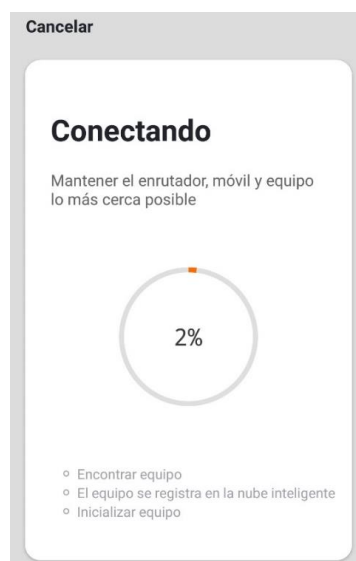 Cancelar
Conectando
Mantener el enrutador, móvil y equipo
lo más cerca posible
2%
Encontrar equipo
El equipo se registra en la nube inteligente
Inicializar equipo